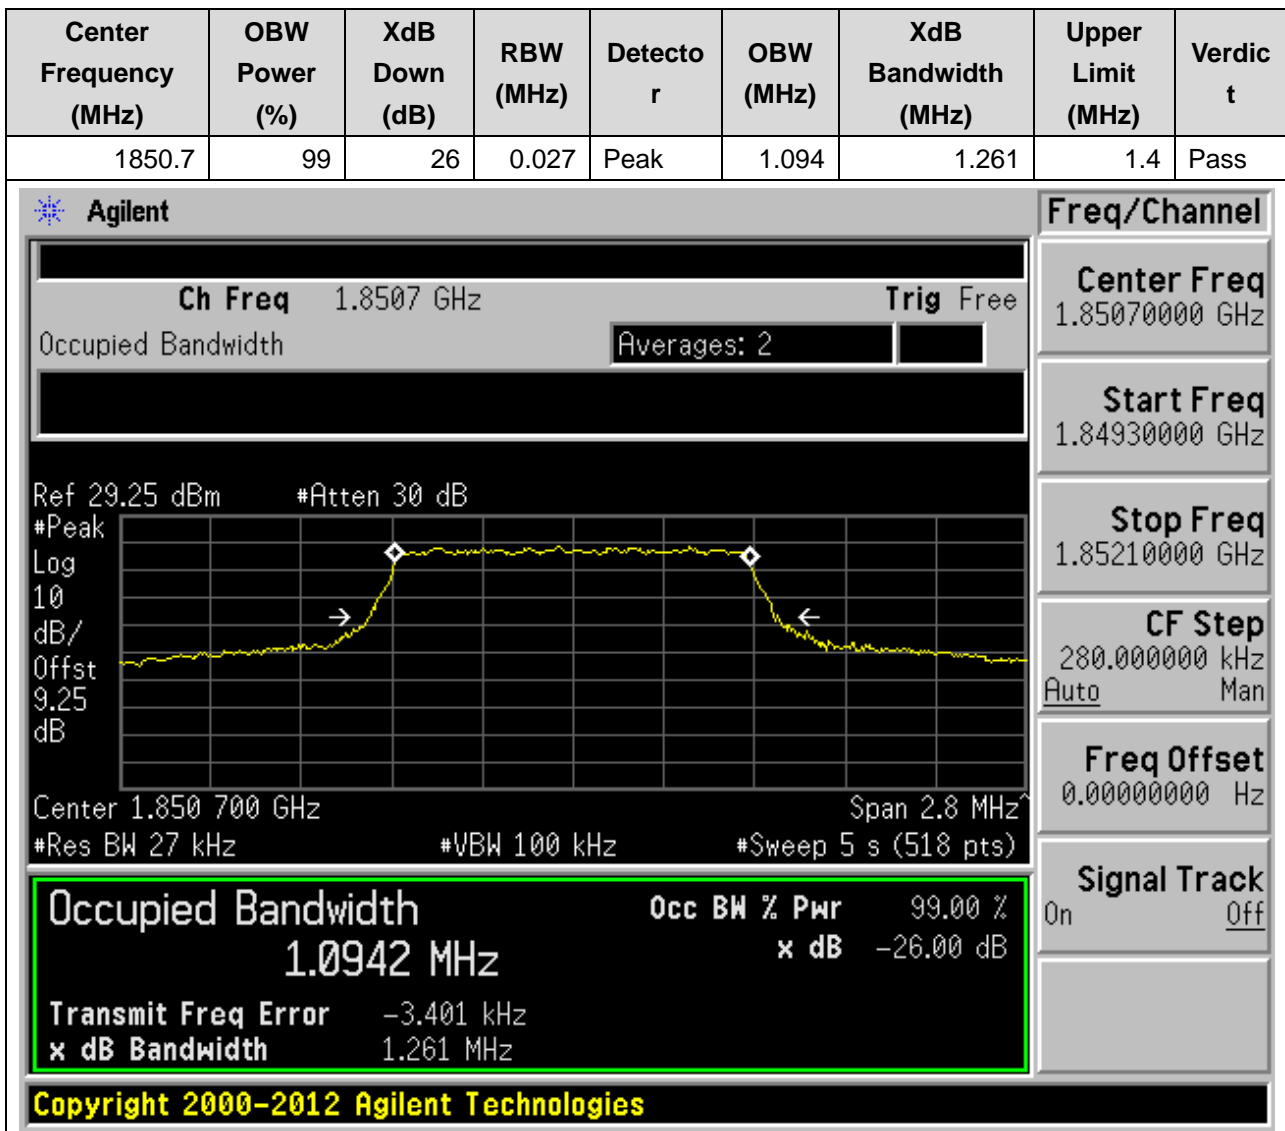 Center Frequency (MHz) OBW Power (%) XdB Down (dB) RBW (MHz) Detecto r OBW (MHz) XdB Bandwidth (MHz) Upper Limit (MHz) Verdic t
1850.7 99 26 0.027 Peak 1.094 1.261 1.4 Pass
Agilent
Freq/Channel
Ch Freq 1.8507 GHz Trig Free
Occupied Bandwidth Averages: 2
Ref 29.25 dBm #Atten 30 dB
#Peak
Log
10
dB/
Offst
9.25
dB
Center 1.850 700 GHz Span 2.8 MHz^
#Res BW 27 kHz #VBW 100 kHz #Sweep 5 s (518 pts)
Occupied Bandwidth Occ BW % Pwr 99.00 %
1.0942 MHz x dB -26.00 dB
Transmit Freq Error -3.401 kHz
x dB Bandwidth 1.261 MHz
Center Freq
1.85070000 GHz
Start Freq
1.84930000 GHz
Stop Freq
1.85210000 GHz
CF Step
280.000000 kHz
Auto Man
Freq Offset
0.00000000 Hz
Signal Track
On Off
Copyright 2000-2012 Agilent Technologies